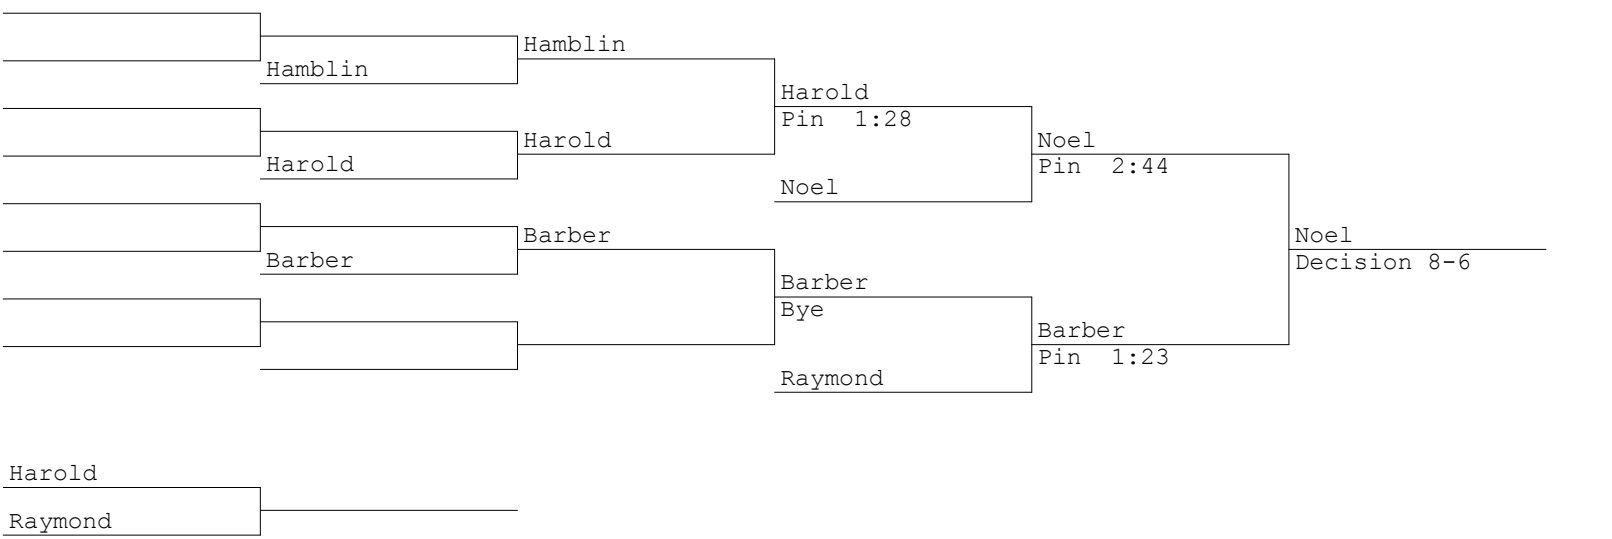 Hamblin
Hamblin
Harold
Pin  1:28
Harold
Noel
Harold
Pin  2:44
Noel
Barber
Noel
Barber
Decision 8-6
Barber
Bye
Barber
Pin  1:23
Raymond
Harold
Raymond